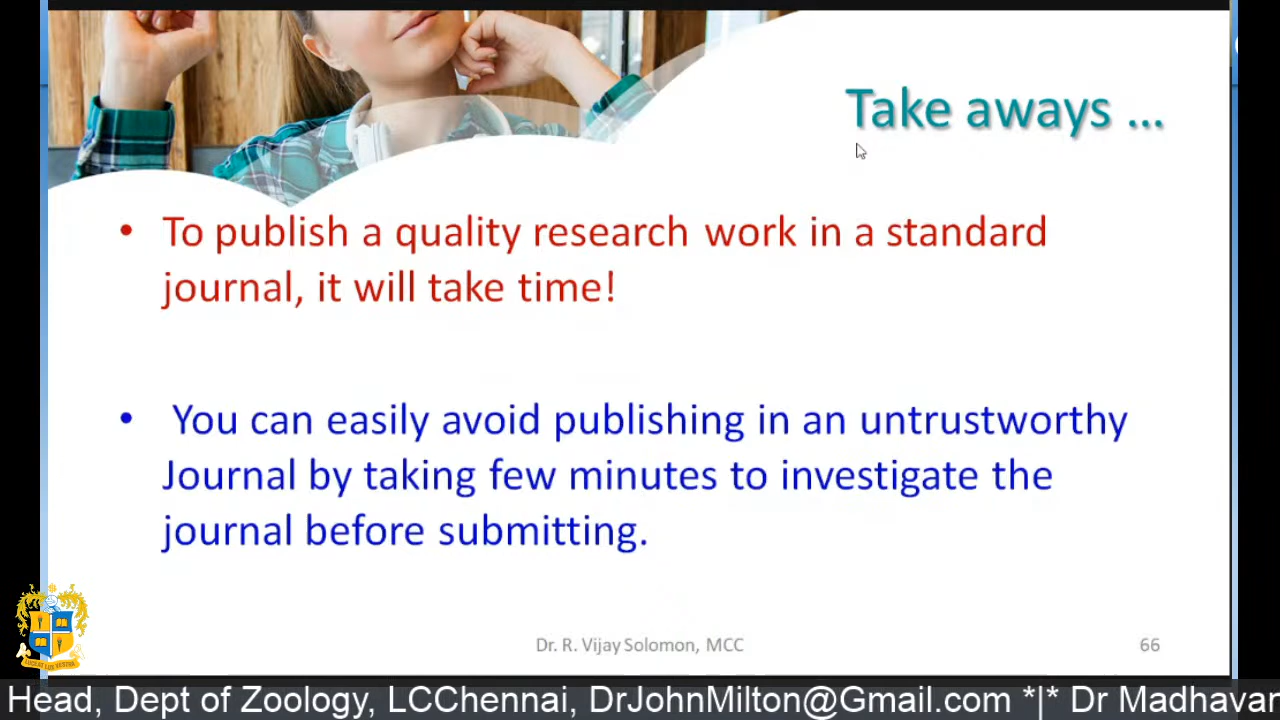 Take aways ...
• To publish a quality research work in a standard
journal, it will take time!
• You can easily avoid publishing in an untrustworthy
Journal by taking few minutes to investigate the
journal before submitting.
Dr. R. Vijay Solomon, MCC
66
Head, Dept of Zoology, LCChennai, DrJohnMilton@Gmail.com *|* Dr Madhavan